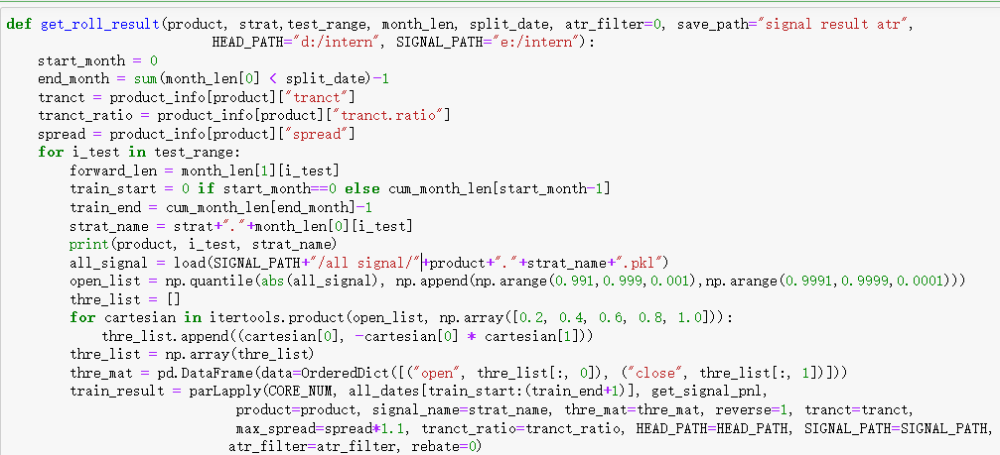 def get_roll_result(product, strat,test_range, month_len, split_date, atr_filter=0, save_path="signal result atr",
HEAD_PATH="d:/intern", SIGNAL_PATH="e:/intern"):
start_month = 0
end_month = sum(month_len[0] < split_date)-1
tranct = product_info[product]["tranct"]
tranct_ratio = product_info[product]["tranct.ratio"]
spread = product_info[product]["spread"]
for i_test in test_range:
forward_len = month_len[1][i_test]
train_start = 0 if start_month==0 else cum_month_len[start_month-1]
train_end = cum_month_len[end_month]-1
strat_name = strat+"."+month_len[0][i_test]
print(product, i_test, strat_name)
all_signal = load(SIGNAL_PATH+"/all signal/"+product+"."+strat_name+".pkl")
open_list = np.quantile(abs(all_signal), np.append(np.arange(0.991,0.999,0.001),np.arange(0.9991,0.9999,0.0001)))
thre_list = []
for cartesian in itertools.product(open_list, np.array([0.2, 0.4, 0.6, 0.8, 1.0])):
thre_list.append((cartesian[0], -cartesian[0] * cartesian[1]))
thre_list = np.array(thre_list)
thre_mat = pd.DataFrame(data=OrderedDict([("open", thre_list[:, 0]), ("close", thre_list[:, 1])]))
train_result = parLapply(CORE_NUM, all_dates[train_start:(train_end+1)], get_signal_pnl,
product=product, signal_name=strat_name, thre_mat=thre_mat, reverse=1, tranct=tranct,
max_spread=spread*1.1, tranct_ratio=tranct_ratio, HEAD_PATH=HEAD_PATH, SIGNAL_PATH=SIGNAL_PATH,
atr_filter=atr_filter, rebate=0)